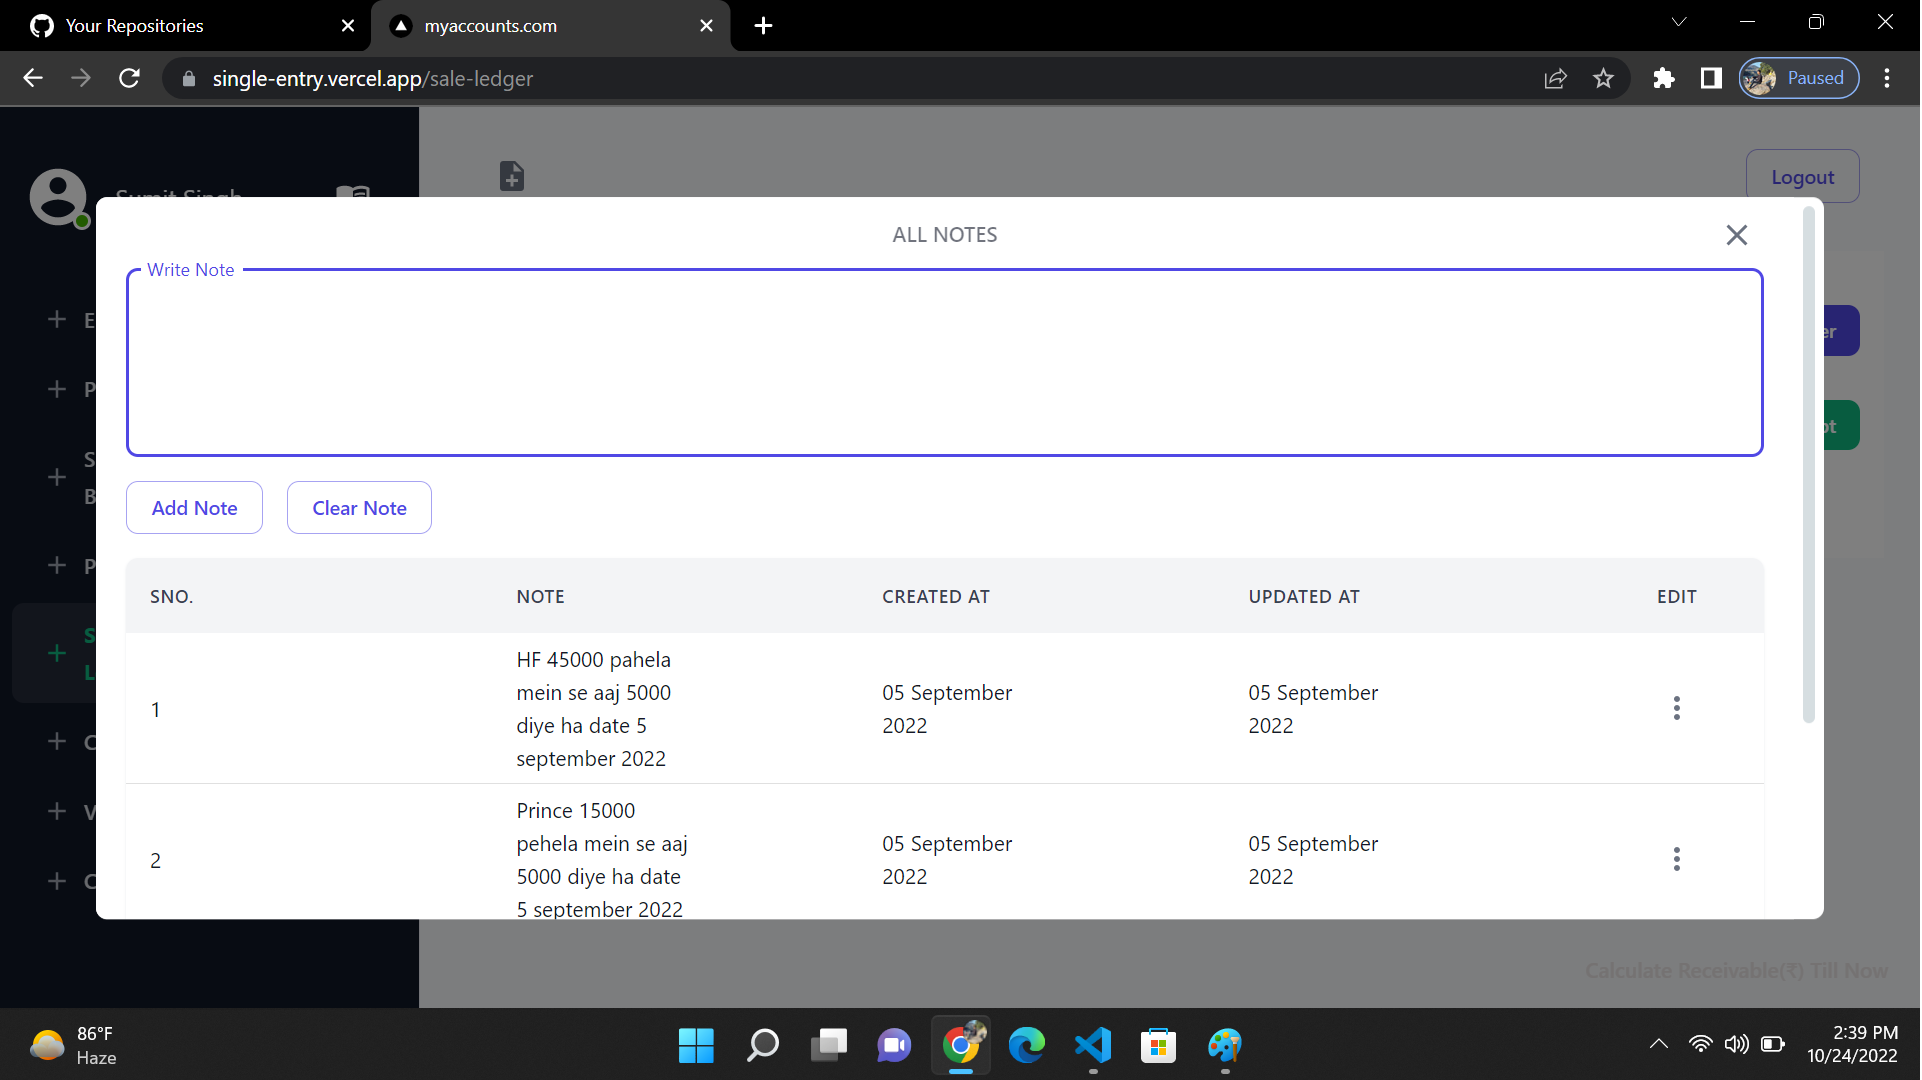 Your Repositories
myaccounts.com
single-entry.vercel.app/sale-ledger
Paused
Logout
ALL NOTES
Write Note
E
er
P
pt
S
B
Add Note
Clear Note
P
SNO.
NOTE
CREATED AT
UPDATED AT
EDIT
S
L
1
HF 45000 pahela
mein se aaj 5000
diye ha date 5
september 2022
05 September
2022
05 September
2022
C
V
C
2
Prince 15000
pehela mein se aaj
5000 diye ha date
5 september 2022
05 September
2022
05 September
2022
Calculate Receivable(₹) Till Now
86°F
Haze
2:39 PM
10/24/2022